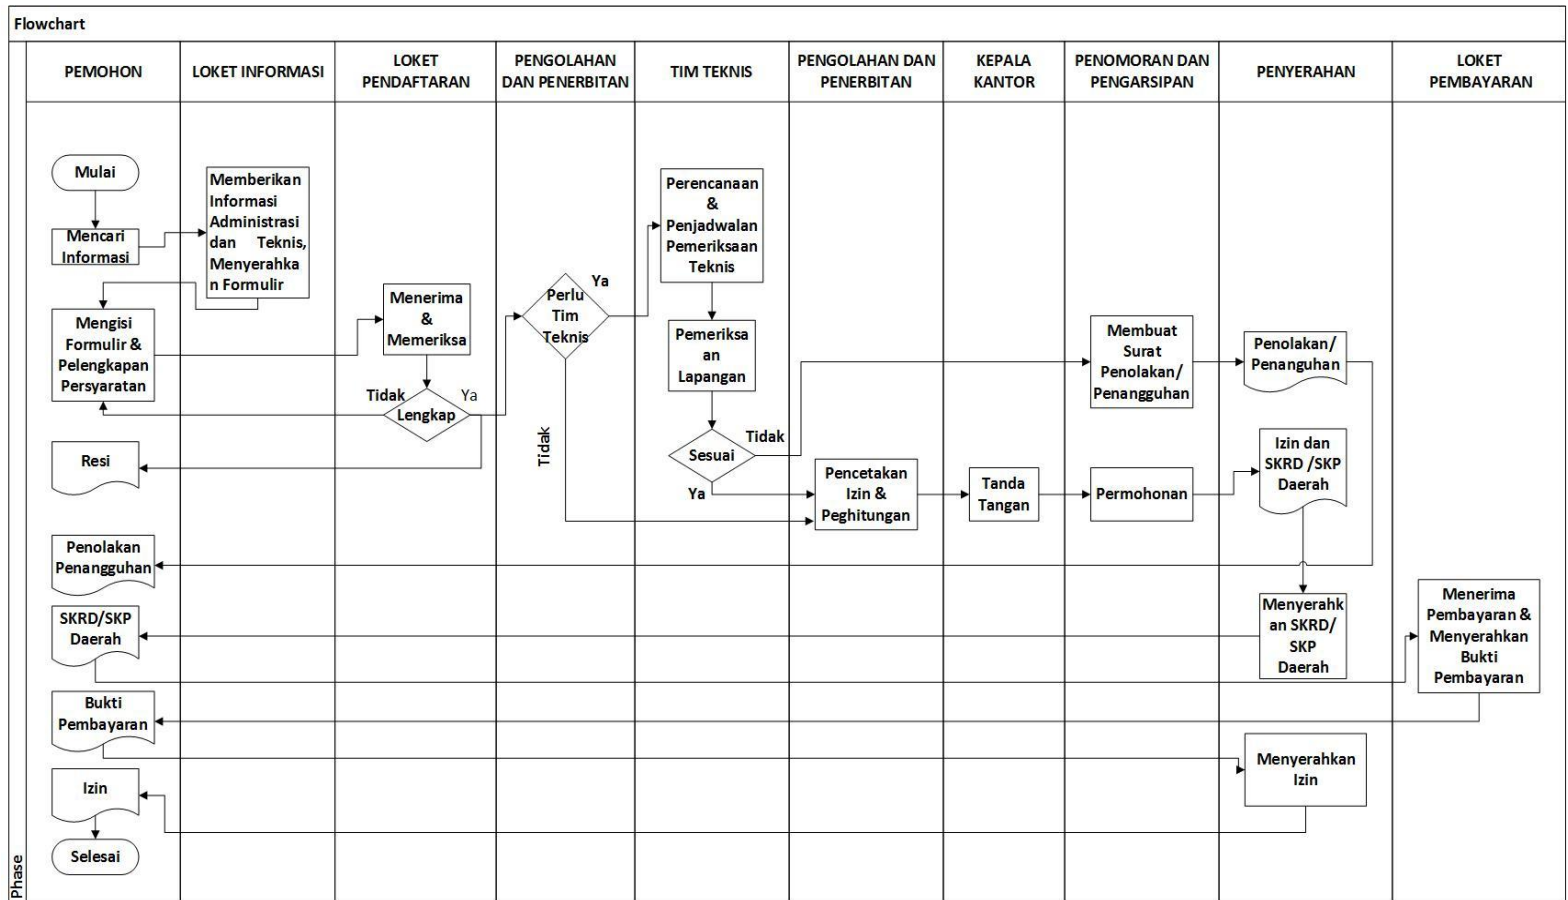 Flowchart
PEMOHON
LOKET INFORMASI
LOKET
PENDAFTARAN
PENGOLAHAN
DAN PENERBITAN
TIM TEKNIS
PENGOLAHAN DAN
PENERBITAN
KEPALA
KANTOR
PENOMORAN DAN
PENGARSIPAN
PENYERAHAN
LOKET
PEMBAYARAN
Mulai
Mencari
Informasi
Memberikan
Informasi
Administrasi
dan Teknis,
Menyerahka
n Formulir
Mengisi
Formulir &
Pelengkapan
Persyaratan
Menerima
&
Memeriksa
Lengkap
Tidak
Ya
Resi
Perlu
Tim
Teknis
Ya
Tidak
Perencanaan
&
Penjadwalan
Pemeriksaan
Teknis
Pemeriksa
an
Lapangan
Sesuai
Tidak
Ya
Pencetakan
Izin &
Peghitungan
Tanda
Tangan
Membuat
Surat
Penolakan/
Penangguhan
Permohonan
Penolakan/
Penanguhan
Izin dan
SKRD /SKP
Daerah
Penolakan
Penangguhan
SKRD/SKP
Daerah
Menyerahk
an SKRD/
SKP
Daerah
Menerima
Pembayaran &
Menyerahkan
Bukti
Pembayaran
Bukti
Pembayaran
Menyerahkan
Izin
Izin
Selesai
Phase